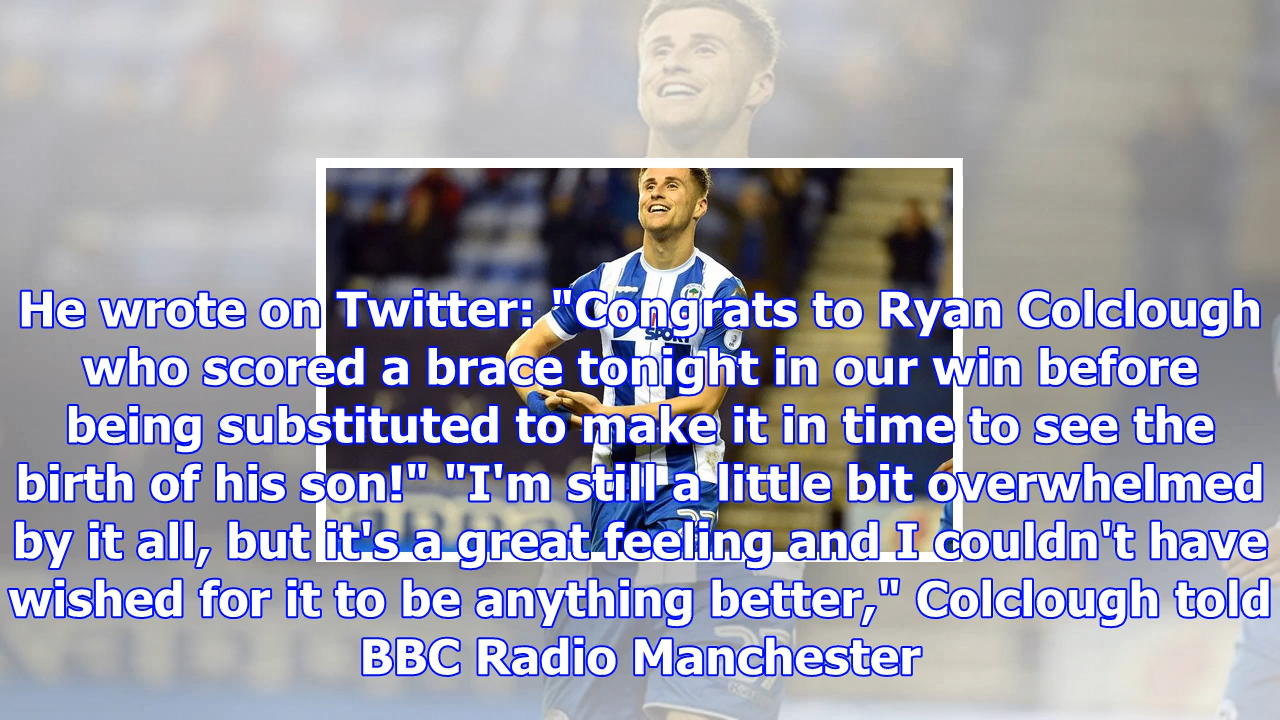 He wrote on Twitter: "Congrats to Ryan Colclough
who scored a brace tonight in our win before
being substituted to make it in time to see the
birth of his son!" "I'm still a little bit overwhelmed
by it all, but it's a great feeling and I couldn't have
wished for it to be anything better," Colclough told
BBC Radio Manchester
SPORT